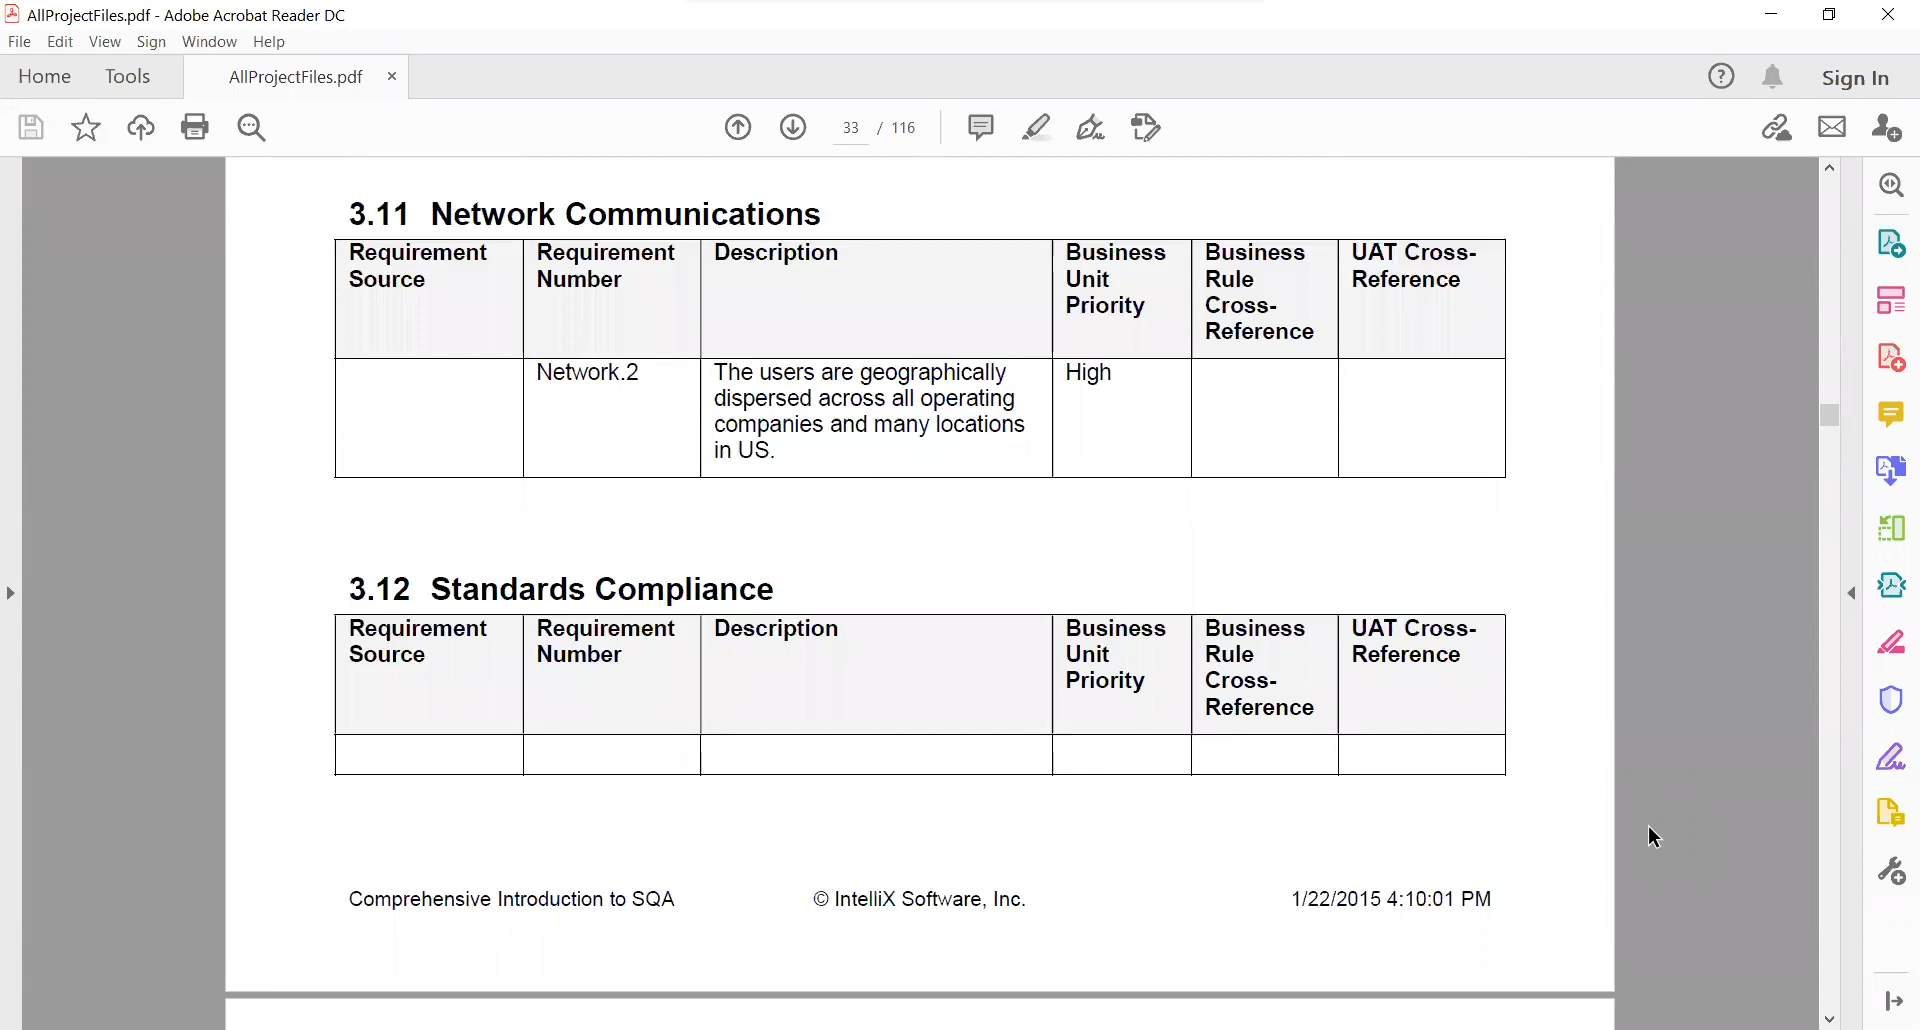 AllProjectFiles.pdf - Adobe Acrobat Reader DC
File Edit View Sign Window Help
Home Tools AllProjectFiles.pdf × Sign In
33 / 116
3.11 Network Communications
Requirement Source Requirement Number Description Business Unit Priority Business Rule Cross-Reference UAT Cross-Reference
Network.2 The users are geographically High
dispersed across all operating
companies and many locations
in US.
3.12 Standards Compliance
Requirement Source Requirement Number Description Business Unit Priority Business Rule Cross-Reference UAT Cross-Reference
Comprehensive Introduction to SQA © IntelliX Software, Inc. 1/22/2015 4:10:01 PM